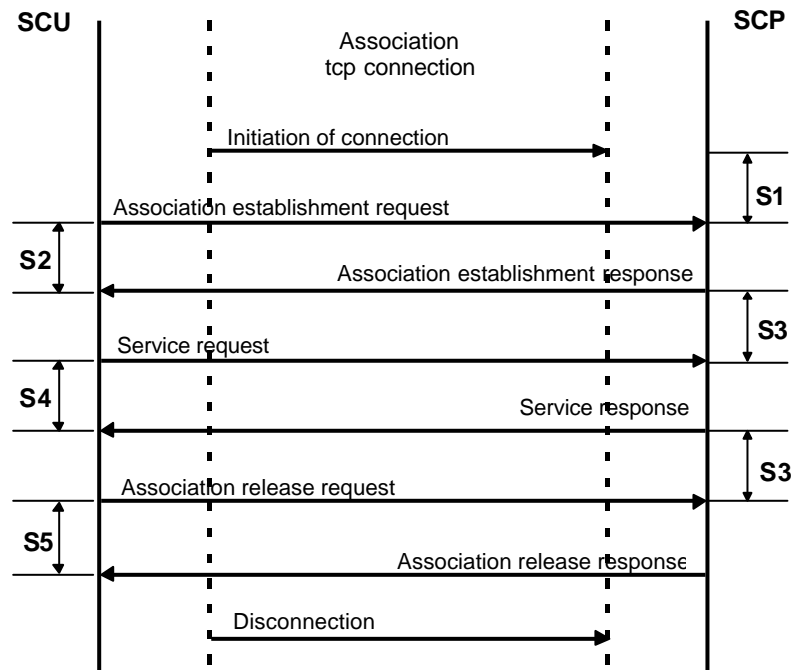 SCU
SCP
Association
tcp connection
Initiation of connection
S1
Association establishment request
S2
Association establishment response
S3
Service request
S4
Service response
S3
Association release request
S5
Association release response
Disconnection